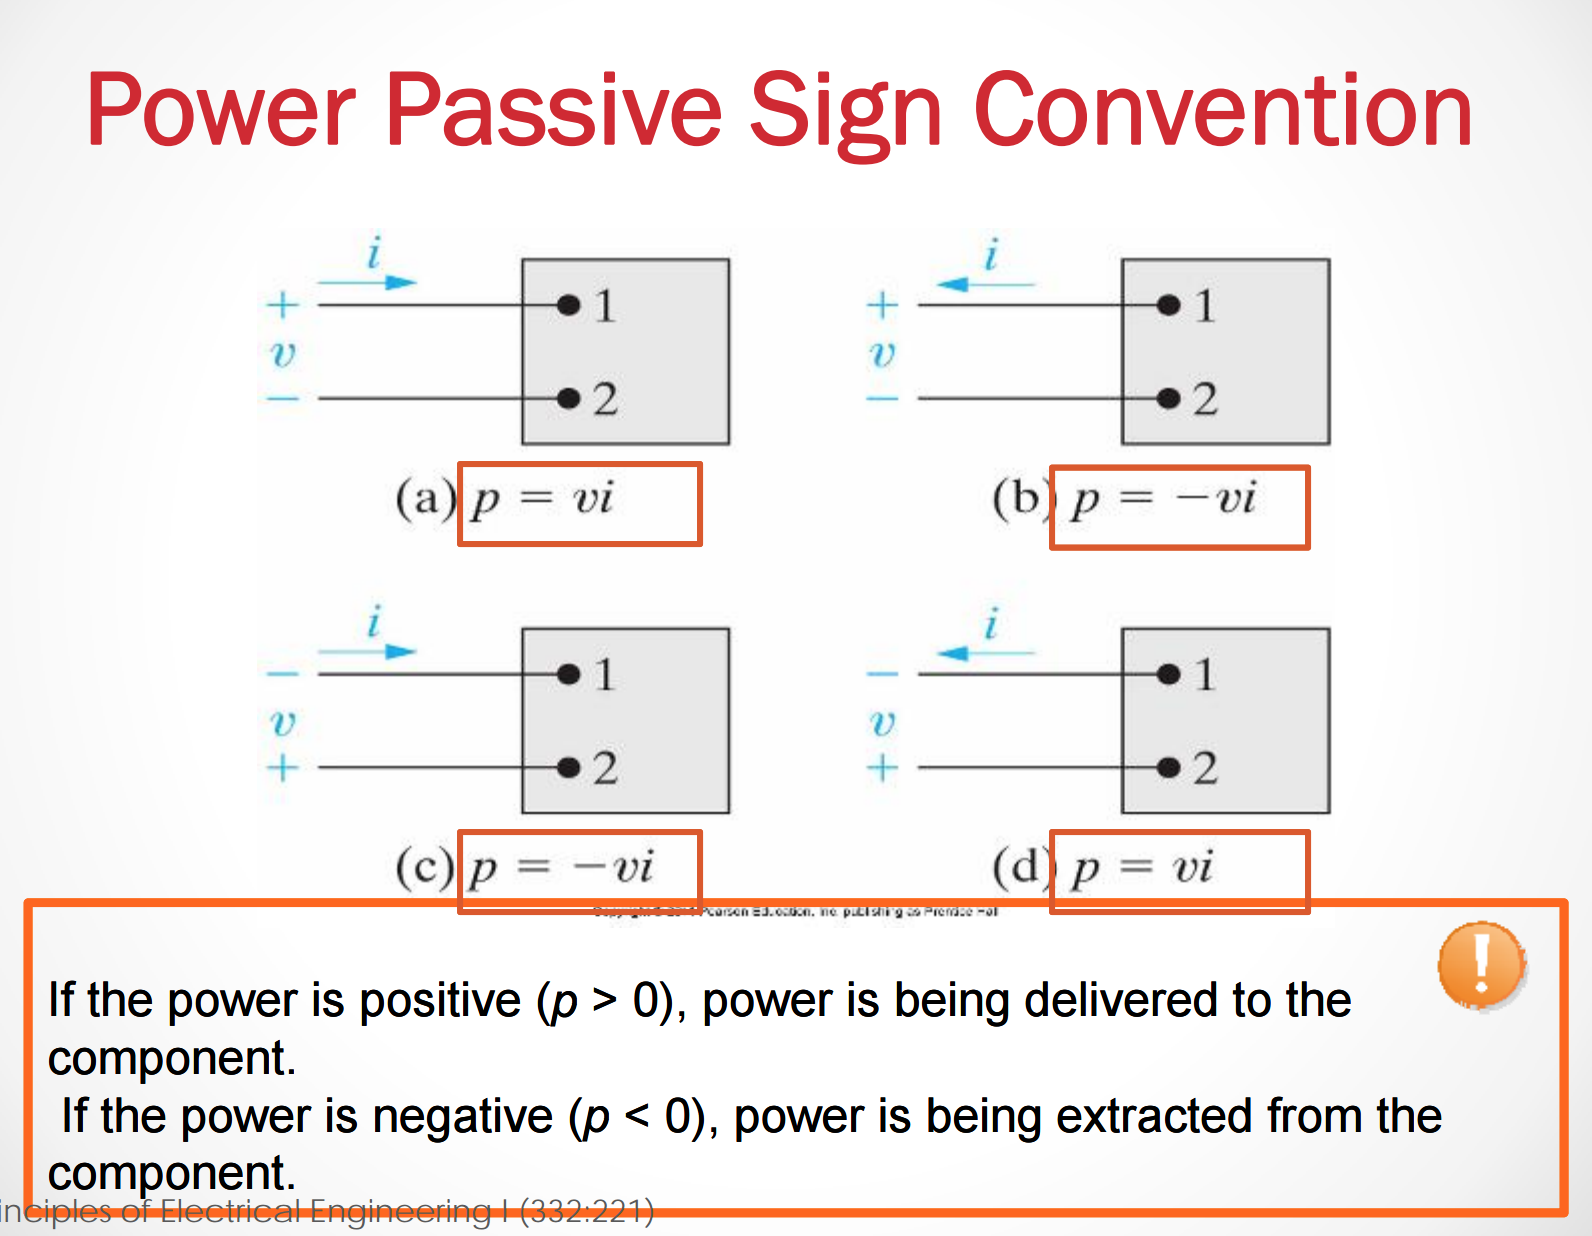 Power Passive Sign Convention
i
i
+
1
+
1
v
v
−
2
−
2
(a) p = vi
(b) p = −vi
i
i
−
1
−
1
v
v
+
2
+
2
(c) p = −vi
(d) p = vi
Pearson Education, Inc. publishing as Prentice Hall
If the power is positive (p > 0), power is being delivered to the
component.
If the power is negative (p < 0), power is being extracted from the
component.
inciples of Electrical Engineering I (332:221)
!